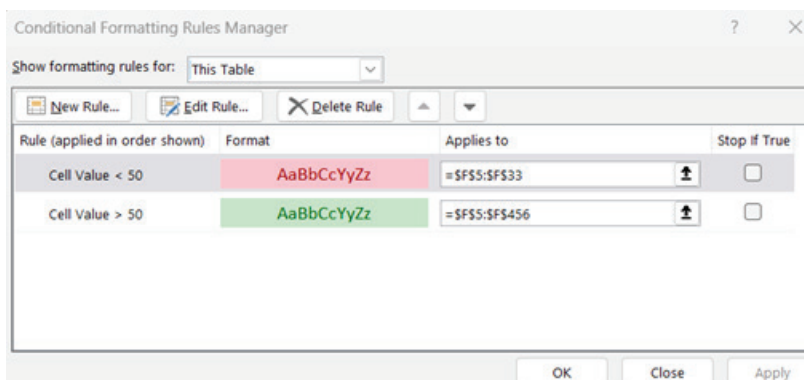 Conditional Formatting Rules Manager ? ×
Show formatting rules for: This Table
New Rule... Edit Rule... Delete Rule
Rule (applied in order shown) Format Applies to Stop If True
Cell Value < 50 AaBbCcYyZz =$F$5:$F$33
Cell Value > 50 AaBbCcYyZz =$F$5:$F$456
OK Close Apply